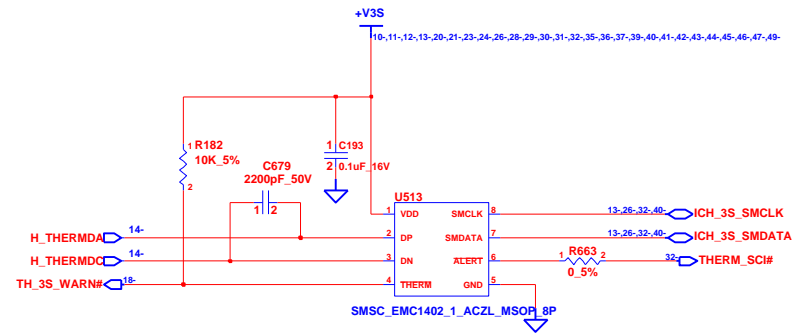 +V3S
10-,11-,12-,13-,20-,21-,23-,24-,26-,28-,29-,30-,31-,32-,35-,36-,37-,39-,40-,41-,42-,43-,44-,45-,46-,47-,49-
1
R182
10K_5%
2
C679
2200pF_50V
1 2
1 C193
2 0.1uF_16V
U513
1 VDD SMCLK 8
13-,26-,32-,40- ICH_3S_SMCLK
H_THERMDA 14-
2 DP SMDATA 7
13-,26-,32-,40- ICH_3S_SMDATA
H_THERMDC 14-
3 DN ALERT 6
1 R663 2
0_5%
32- THERM_SCI#
TH_3S_WARN# 18-
4 THERM GND 5
SMSC_EMC1402_1_ACZL_MSOP_8P